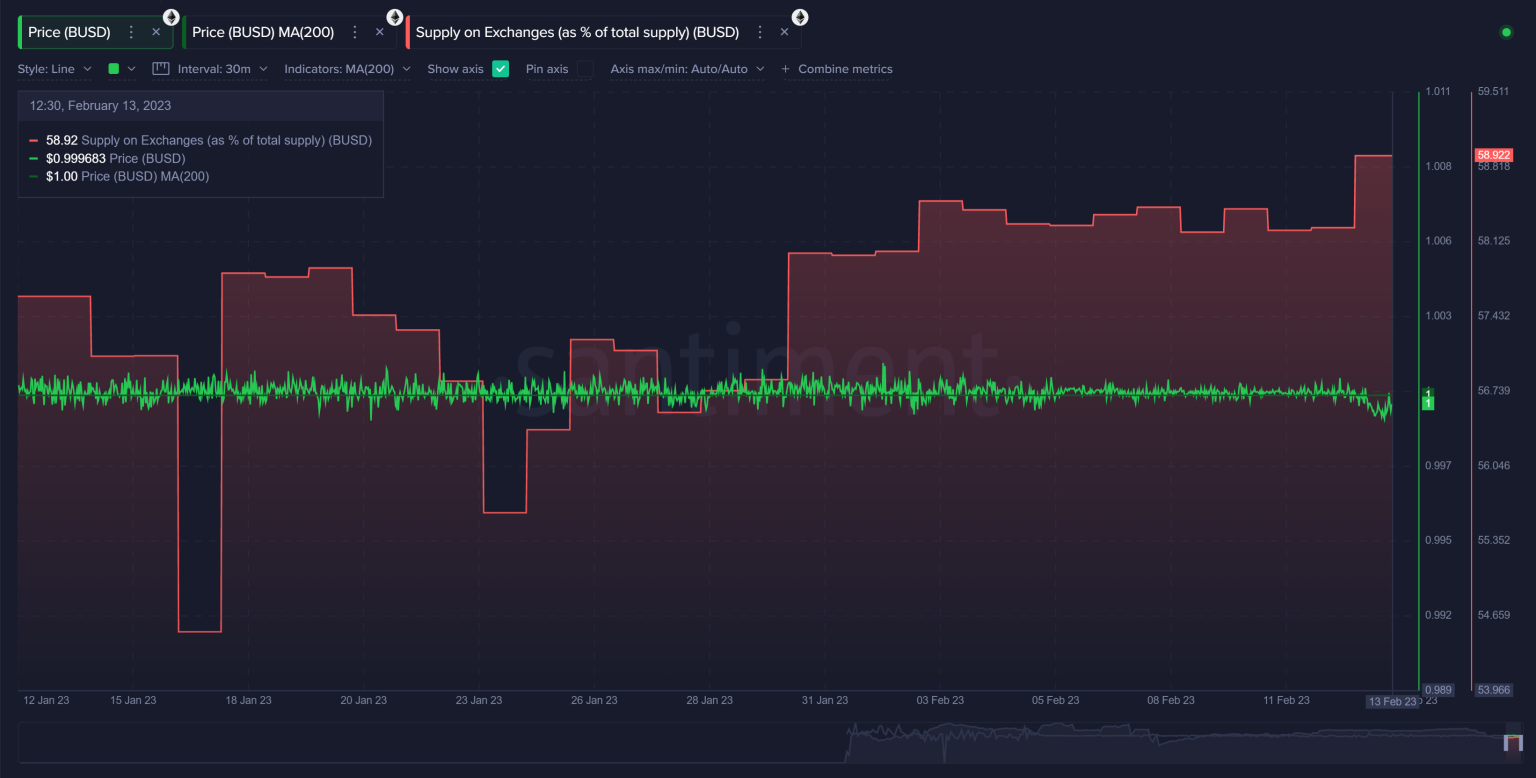 Price (BUSD) Price (BUSD) MA(200) Supply on Exchanges (as % of total supply) (BUSD)
Style: Line Interval: 30m Indicators: MA(200) Show axis Pin axis Axis max/min: Auto/Auto + Combine metrics
12:30, February 13, 2023
58.92 Supply on Exchanges (as % of total supply) (BUSD)
$0.999683 Price (BUSD)
$1.00 Price (BUSD) MA(200)
santiment
1.011 59.511
58.922
1.008 58.818
1.006 58.125
1.003 57.432
1 56.739
1
0.997 56.046
0.995 55.352
0.992 54.659
0.989 53.966
12 Jan 23 15 Jan 23 18 Jan 23 20 Jan 23 23 Jan 23 26 Jan 23 28 Jan 23 31 Jan 23 03 Feb 23 05 Feb 23 08 Feb 23 11 Feb 23 13 Feb 23 23